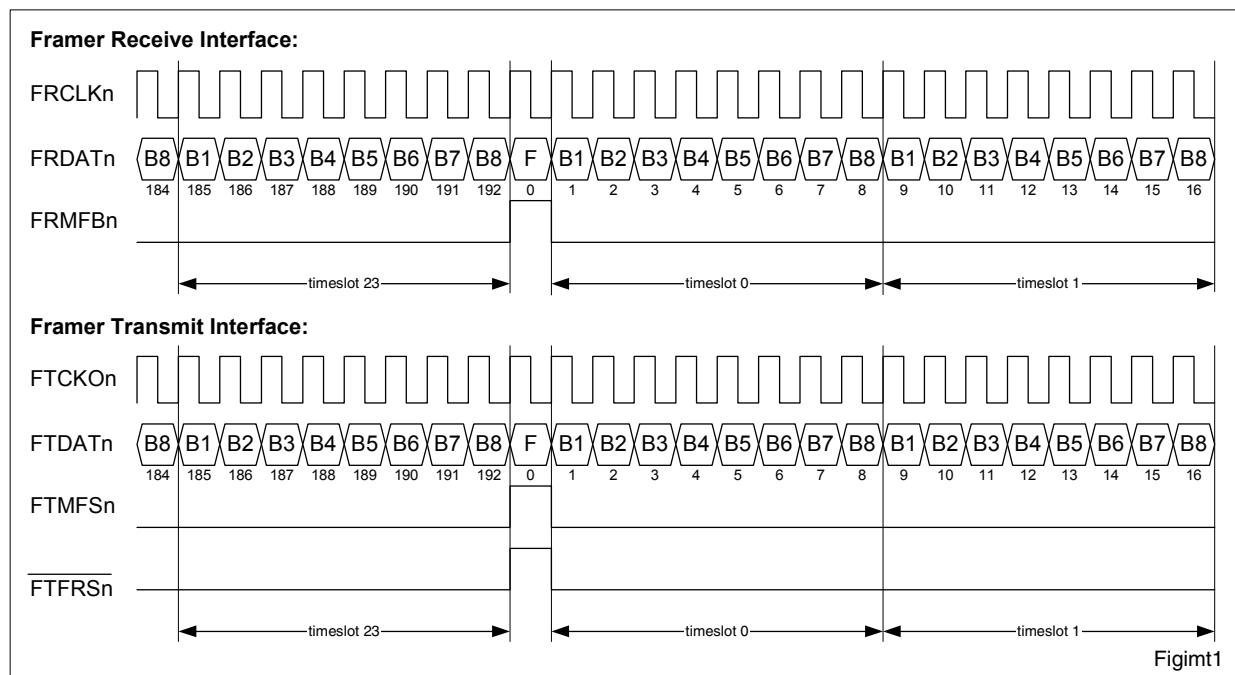 Framer Receive Interface:
FRCLKn
FRDATn B8 B1 B2 B3 B4 B5 B6 B7 B8 F B1 B2 B3 B4 B5 B6 B7 B8 B1 B2 B3 B4 B5 B6 B7 B8
184 185 186 187 188 189 190 191 192 0 1 2 3 4 5 6 7 8 9 10 11 12 13 14 15 16
FRMFBn
timeslot 23 timeslot 0 timeslot 1
Framer Transmit Interface:
FTCKOn
FTDATn B8 B1 B2 B3 B4 B5 B6 B7 B8 F B1 B2 B3 B4 B5 B6 B7 B8 B1 B2 B3 B4 B5 B6 B7 B8
184 185 186 187 188 189 190 191 192 0 1 2 3 4 5 6 7 8 9 10 11 12 13 14 15 16
FTMFSn
FTFRSn
timeslot 23 timeslot 0 timeslot 1
Figimt1